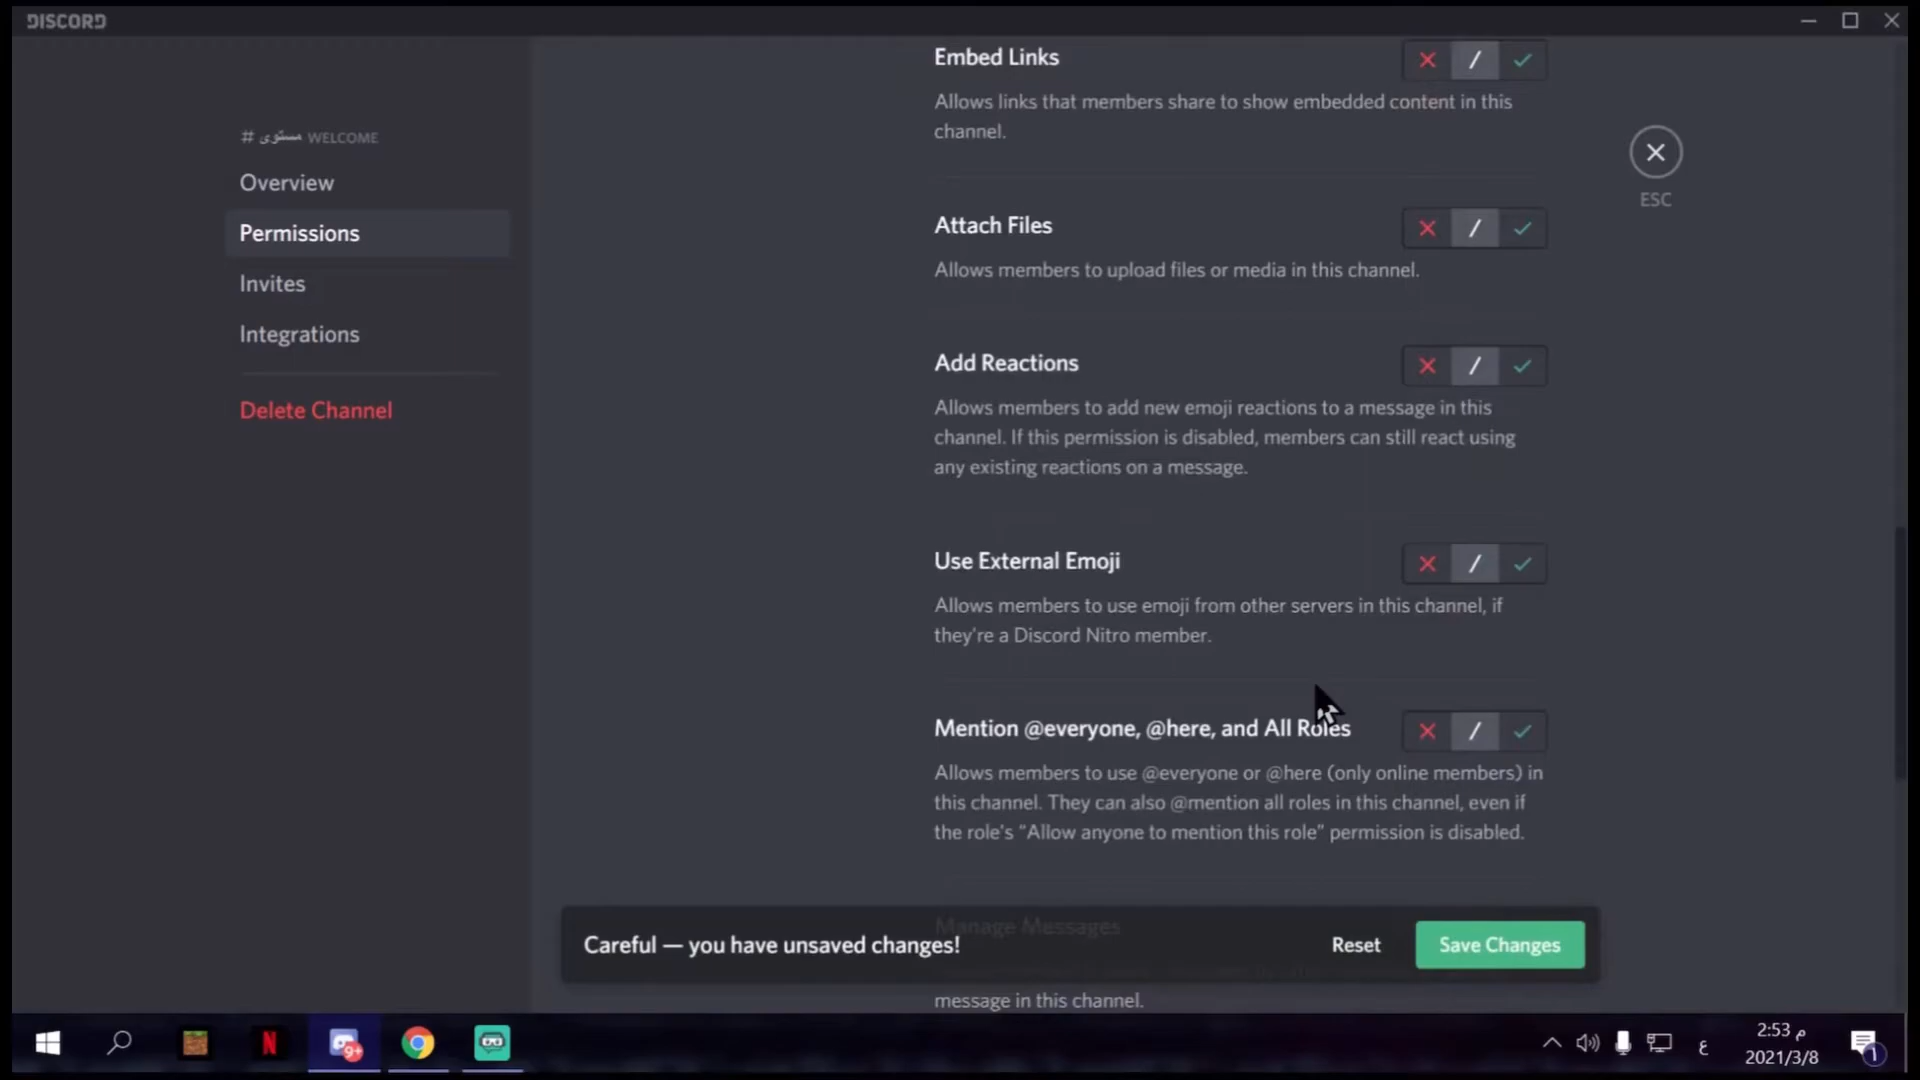 DISCORD
# مستوى WELCOME
Overview
Permissions
Invites
Integrations
Delete Channel
Embed Links
Allows links that members share to show embedded content in this
channel.
ESC
Attach Files
Allows members to upload files or media in this channel.
Add Reactions
Allows members to add new emoji reactions to a message in this
channel. If this permission is disabled, members can still react using
any existing reactions on a message.
Use External Emoji
Allows members to use emoji from other servers in this channel, if
they're a Discord Nitro member.
Mention @everyone, @here, and All Roles
Allows members to use @everyone or @here (only online members) in
this channel. They can also @mention all roles in this channel, even if
the role's “Allow anyone to mention this role” permission is disabled.
Manage Messages
Careful — you have unsaved changes!
Reset
Save Changes
message in this channel.
N
9+
ع
2:53 م
2021/3/8
1